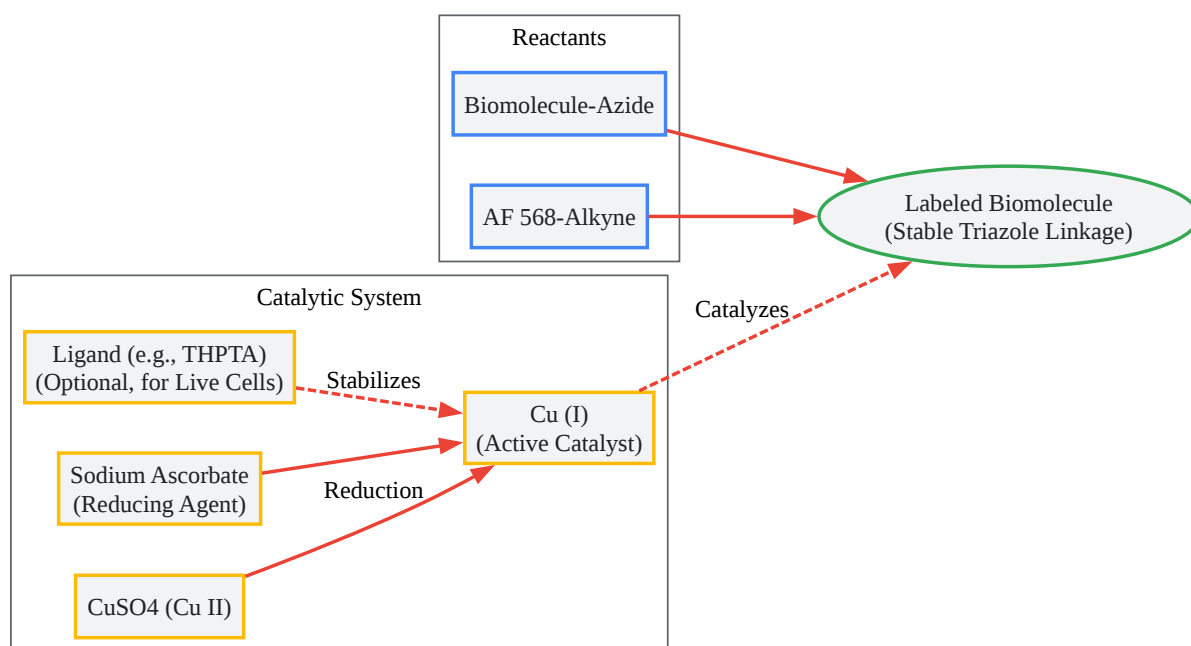 Reactants
Biomolecule-Azide
AF 568-Alkyne
Labeled Biomolecule
(Stable Triazole Linkage)
Catalytic System
Catalyzes
Ligand (e.g., THPTA)
(Optional, for Live Cells)
Stabilizes
Cu (I)
(Active Catalyst)
Sodium Ascorbate
(Reducing Agent)
Reduction
CuSO4 (Cu II)